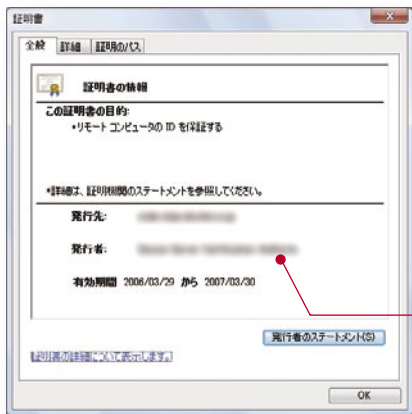 証明書
全般 詳細 証明のパス
証明書の情報
この証明書の目的:
•リモート コンピュータの ID を保証する
*詳細は、証明機関のステートメントを参照してください。
発行先:
発行者:
有効期間 2006/03/29 から 2007/03/30
発行者のステートメント(S)
証明書の詳細について表示します。
OK